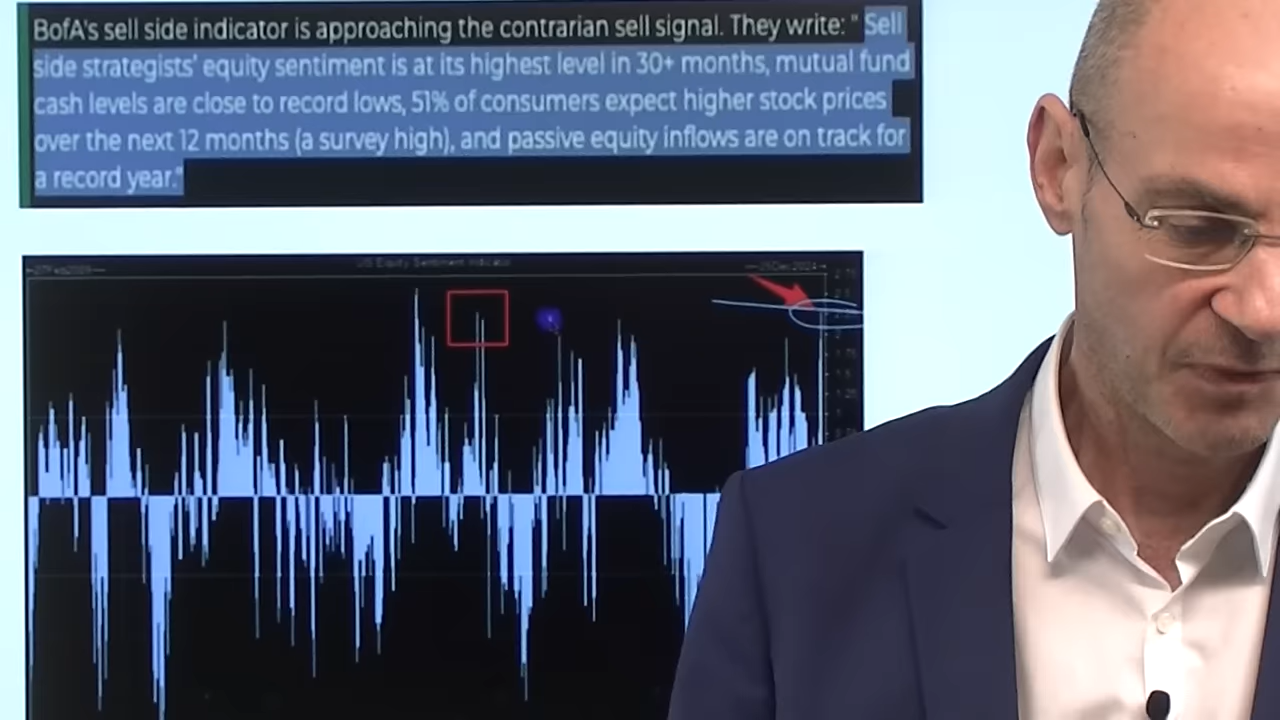 BofA's sell side indicator is approaching the contrarian sell signal. They write: " Sell
side strategists' equity sentiment is at its highest level in 30+ months, mutual fund
cash levels are close to record lows, 51% of consumers expect higher stock prices
over the next 12 months (a survey high), and passive equity inflows are on track for
a record year."
US Equity Sentiment Indicator